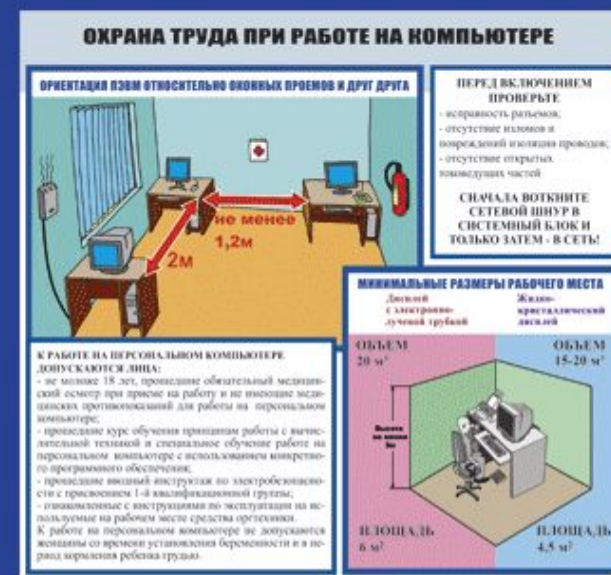 ОХРАНА ТРУДА ПРИ РАБОТЕ НА КОМПЬЮТЕРЕ
ОРИЕНТАЦИЯ ПЭВМ ОТНОСИТЕЛЬНО ОКОННЫХ ПРОЕМОВ И ДРУГ ДРУГА
не менее
1,2м
2м
ПЕРЕД ВКЛЮЧЕНИЕМ
ПРОВЕРЬТЕ
- исправность разъемов;
- отсутствие изломов и
повреждений изоляции проводов;
- отсутствие открытых
токоведущих частей
СНАЧАЛА ВОТКНИТЕ
СЕТЕВОЙ ШНУР В
СИСТЕМНЫЙ БЛОК И
ТОЛЬКО ЗАТЕМ - В СЕТЬ!
К РАБОТЕ НА ПЕРСОНАЛЬНОМ КОМПЬЮТЕРЕ
ДОПУСКАЮТСЯ ЛИЦА:
- не моложе 18 лет, прошедшие обязательный медицин-
ский осмотр при приеме на работу и не имеющие меди-
цинских противопоказаний для работы на персональном
компьютере;
- прошедшие курс обучения принципам работы с вычис-
лительной техникой и специальное обучение работе на
персональном компьютере с использованием конкретно-
го программного обеспечения;
- прошедшие вводный инструктаж по электробезопас-
ности с присвоением 1-й квалификационной группы;
- ознакомленные с инструкциями по эксплуатации на ис-
пользуемые на рабочем месте средства оргтехники.
К работе на персональном компьютере не допускаются
женщины со времени установления беременности и в пе-
риод кормления ребенка грудью.
МИНИМАЛЬНЫЕ РАЗМЕРЫ РАБОЧЕГО МЕСТА
Дисплей
с электронно-
лучевой трубкой
Жидко-
кристаллический
дисплей
ОБЪЕМ
20 м³
ОБЪЕМ
15-20 м³
Высота
не менее
3м
ПЛОЩАДЬ
6 м²
ПЛОЩАДЬ
4,5 м²